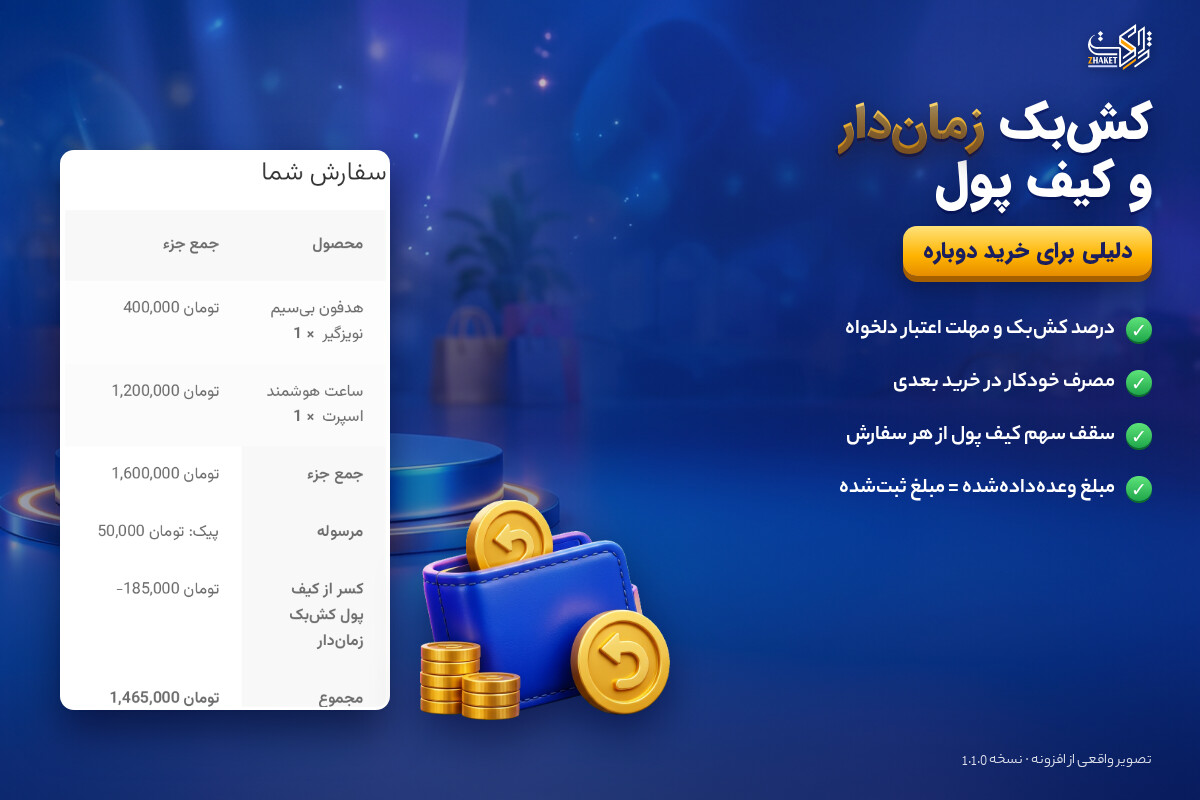 ژاکت
ZHAKET
کش‌بک زمان‌دار
و کیف پول
دلیلی برای خرید دوباره
درصد کش‌بک و مهلت اعتبار دلخواه
مصرف خودکار در خرید بعدی
سقف سهم کیف پول از هر سفارش
مبلغ وعده‌داده‌شده = مبلغ ثبت‌شده
سفارش شما
محصول جمع جزء
هدفون بی‌سیم تومان 400,000
نویزگیر × 1
ساعت هوشمند تومان 1,200,000
اسپرت × 1
جمع جزء تومان 1,600,000
مرسوله پیک: تومان 50,000
کسر از کیف تومان 185,000-
پول کش‌بک
زمان‌دار
مجموع تومان 1,465,000
تصویر واقعی از افزونه · نسخه 1.1.0